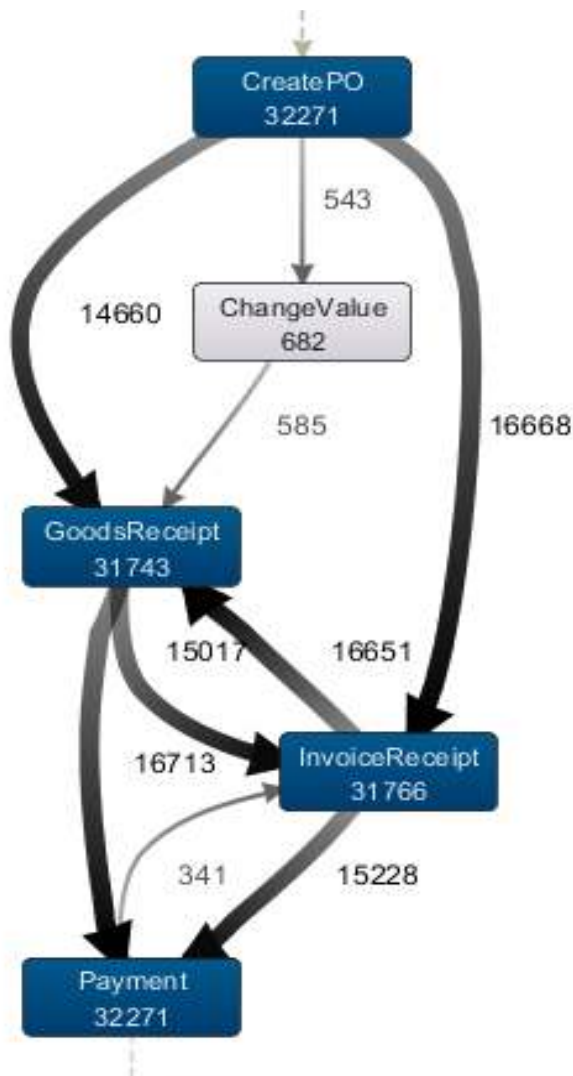 CreatePO
32271
543
14660
ChangeValue
682
585
16668
GoodsReceipt
31743
15017
16651
16713
InvoiceReceipt
31766
341
15228
Payment
32271